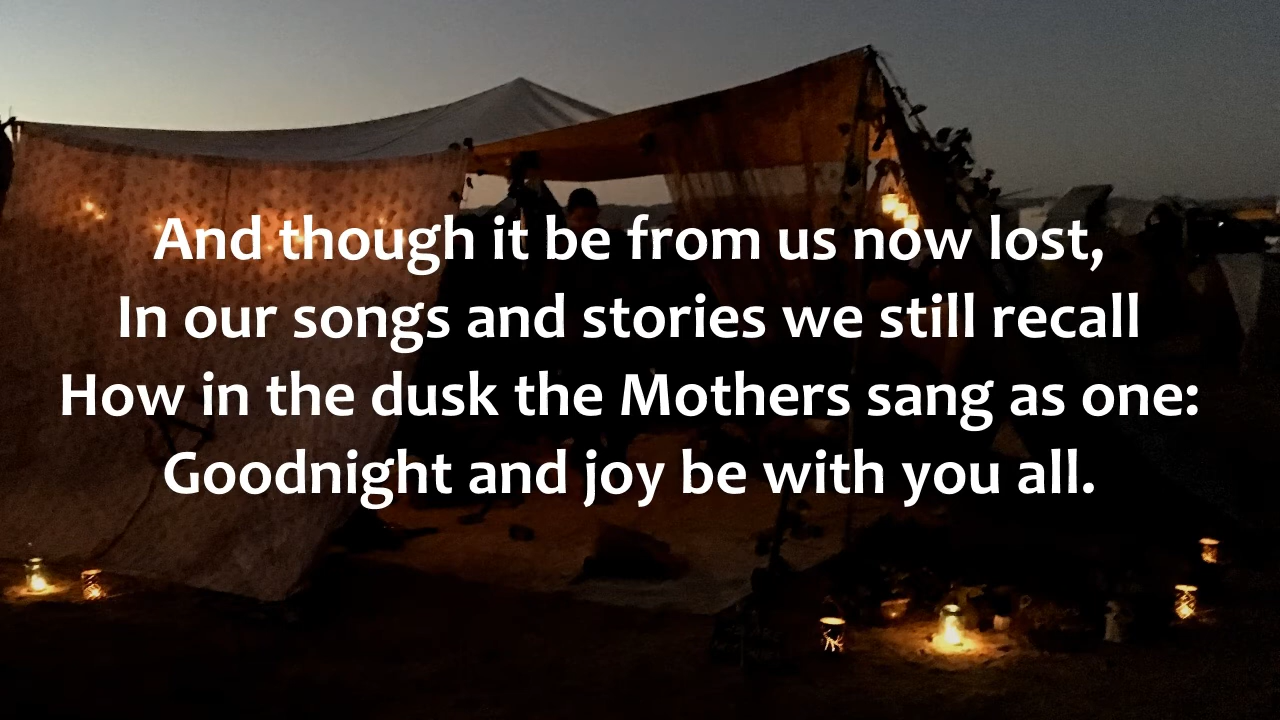 And though it be from us now lost,
In our songs and stories we still recall
How in the dusk the Mothers sang as one:
Goodnight and joy be with you all.